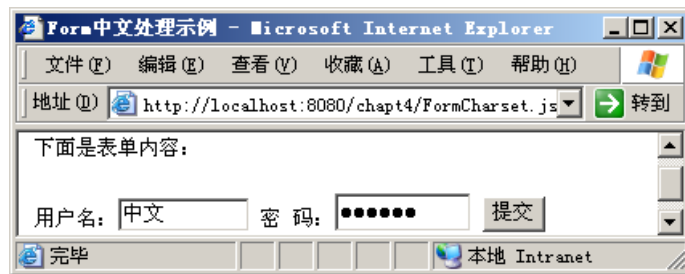 Form中文处理示例 - Microsoft Internet Explorer
文件(F) 编辑(E) 查看(V) 收藏(A) 工具(T) 帮助(H)
地址(D) http://localhost:8080/chapt4/FormCharset.js 转到
下面是表单内容:
用户名: 中文 密 码: ●●●●●● 提交
完毕 本地 Intranet